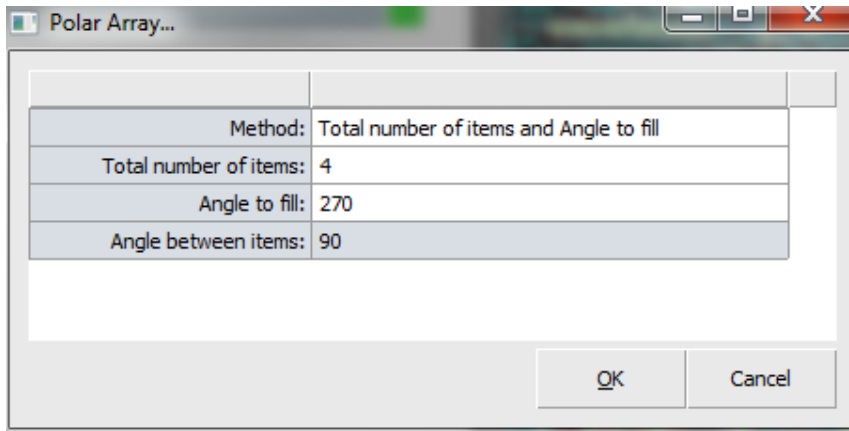 Polar Array...
Method: Total number of items and Angle to fill
Total number of items: 4
Angle to fill: 270
Angle between items: 90
OK Cancel